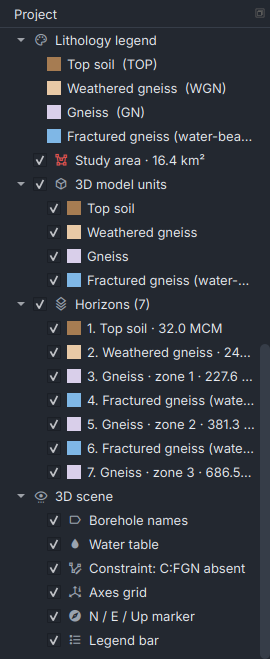 Project
Lithology legend
Top soil (TOP)
Weathered gneiss (WGN)
Gneiss (GN)
Fractured gneiss (water-bea...
Study area · 16.4 km²
3D model units
Top soil
Weathered gneiss
Gneiss
Fractured gneiss (water-...
Horizons (7)
1. Top soil · 32.0 MCM
2. Weathered gneiss · 24...
3. Gneiss · zone 1 · 227.6 ...
4. Fractured gneiss (wate...
5. Gneiss · zone 2 · 381.3 ...
6. Fractured gneiss (wate...
7. Gneiss · zone 3 · 686.5...
3D scene
Borehole names
Water table
Constraint: C:FGN absent
Axes grid
N / E / Up marker
Legend bar